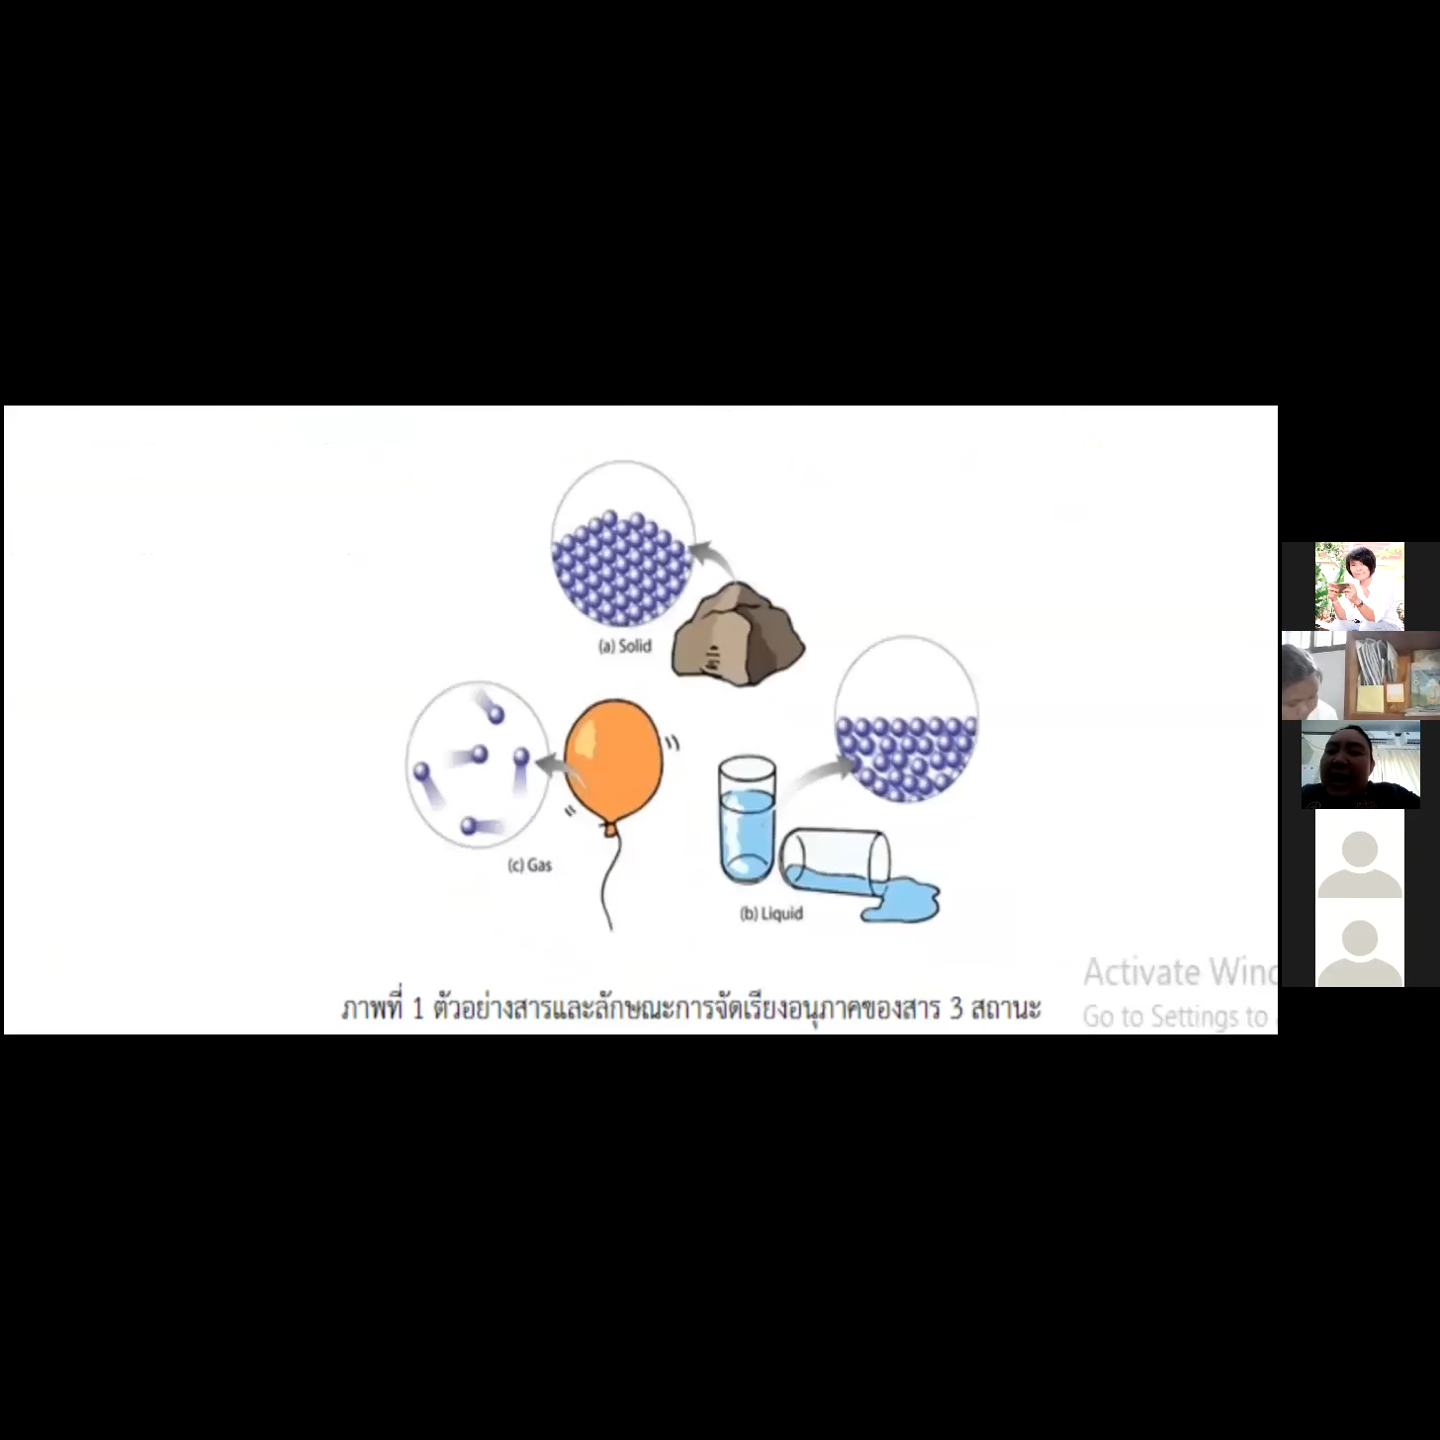 (a) Solid
(c) Gas
(b) Liquid
ภาพที่ 1 ตัวอย่างสารและลักษณะการจัดเรียงอนุภาคของสาร 3 สถานะ
Activate Wind
Go to Settings to